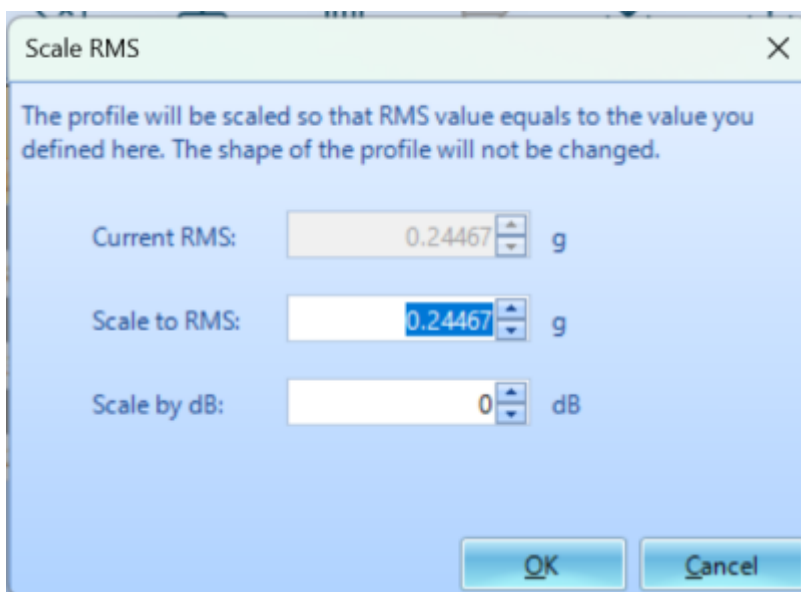 Scale RMS
The profile will be scaled so that RMS value equals to the value you
defined here. The shape of the profile will not be changed.
Current RMS: 0.24467 g
Scale to RMS: 0.24467 g
Scale by dB: 0 dB
OK Cancel